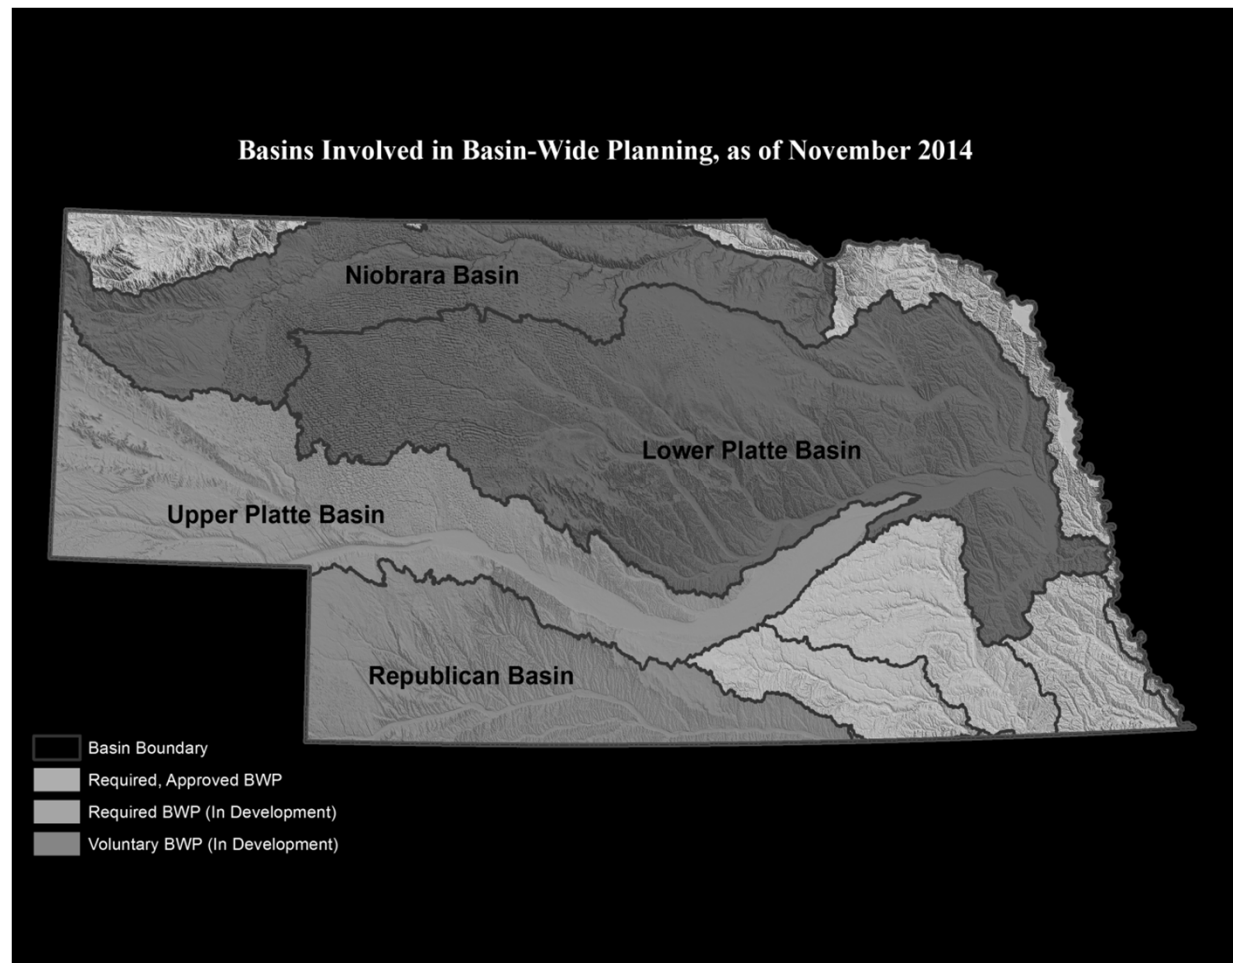 Basins Involved in Basin-Wide Planning, as of November 2014
Niobrara Basin
Lower Platte Basin
Upper Platte Basin
Republican Basin
Basin Boundary
Required, Approved BWP
Required BWP (In Development)
Voluntary BWP (In Development)